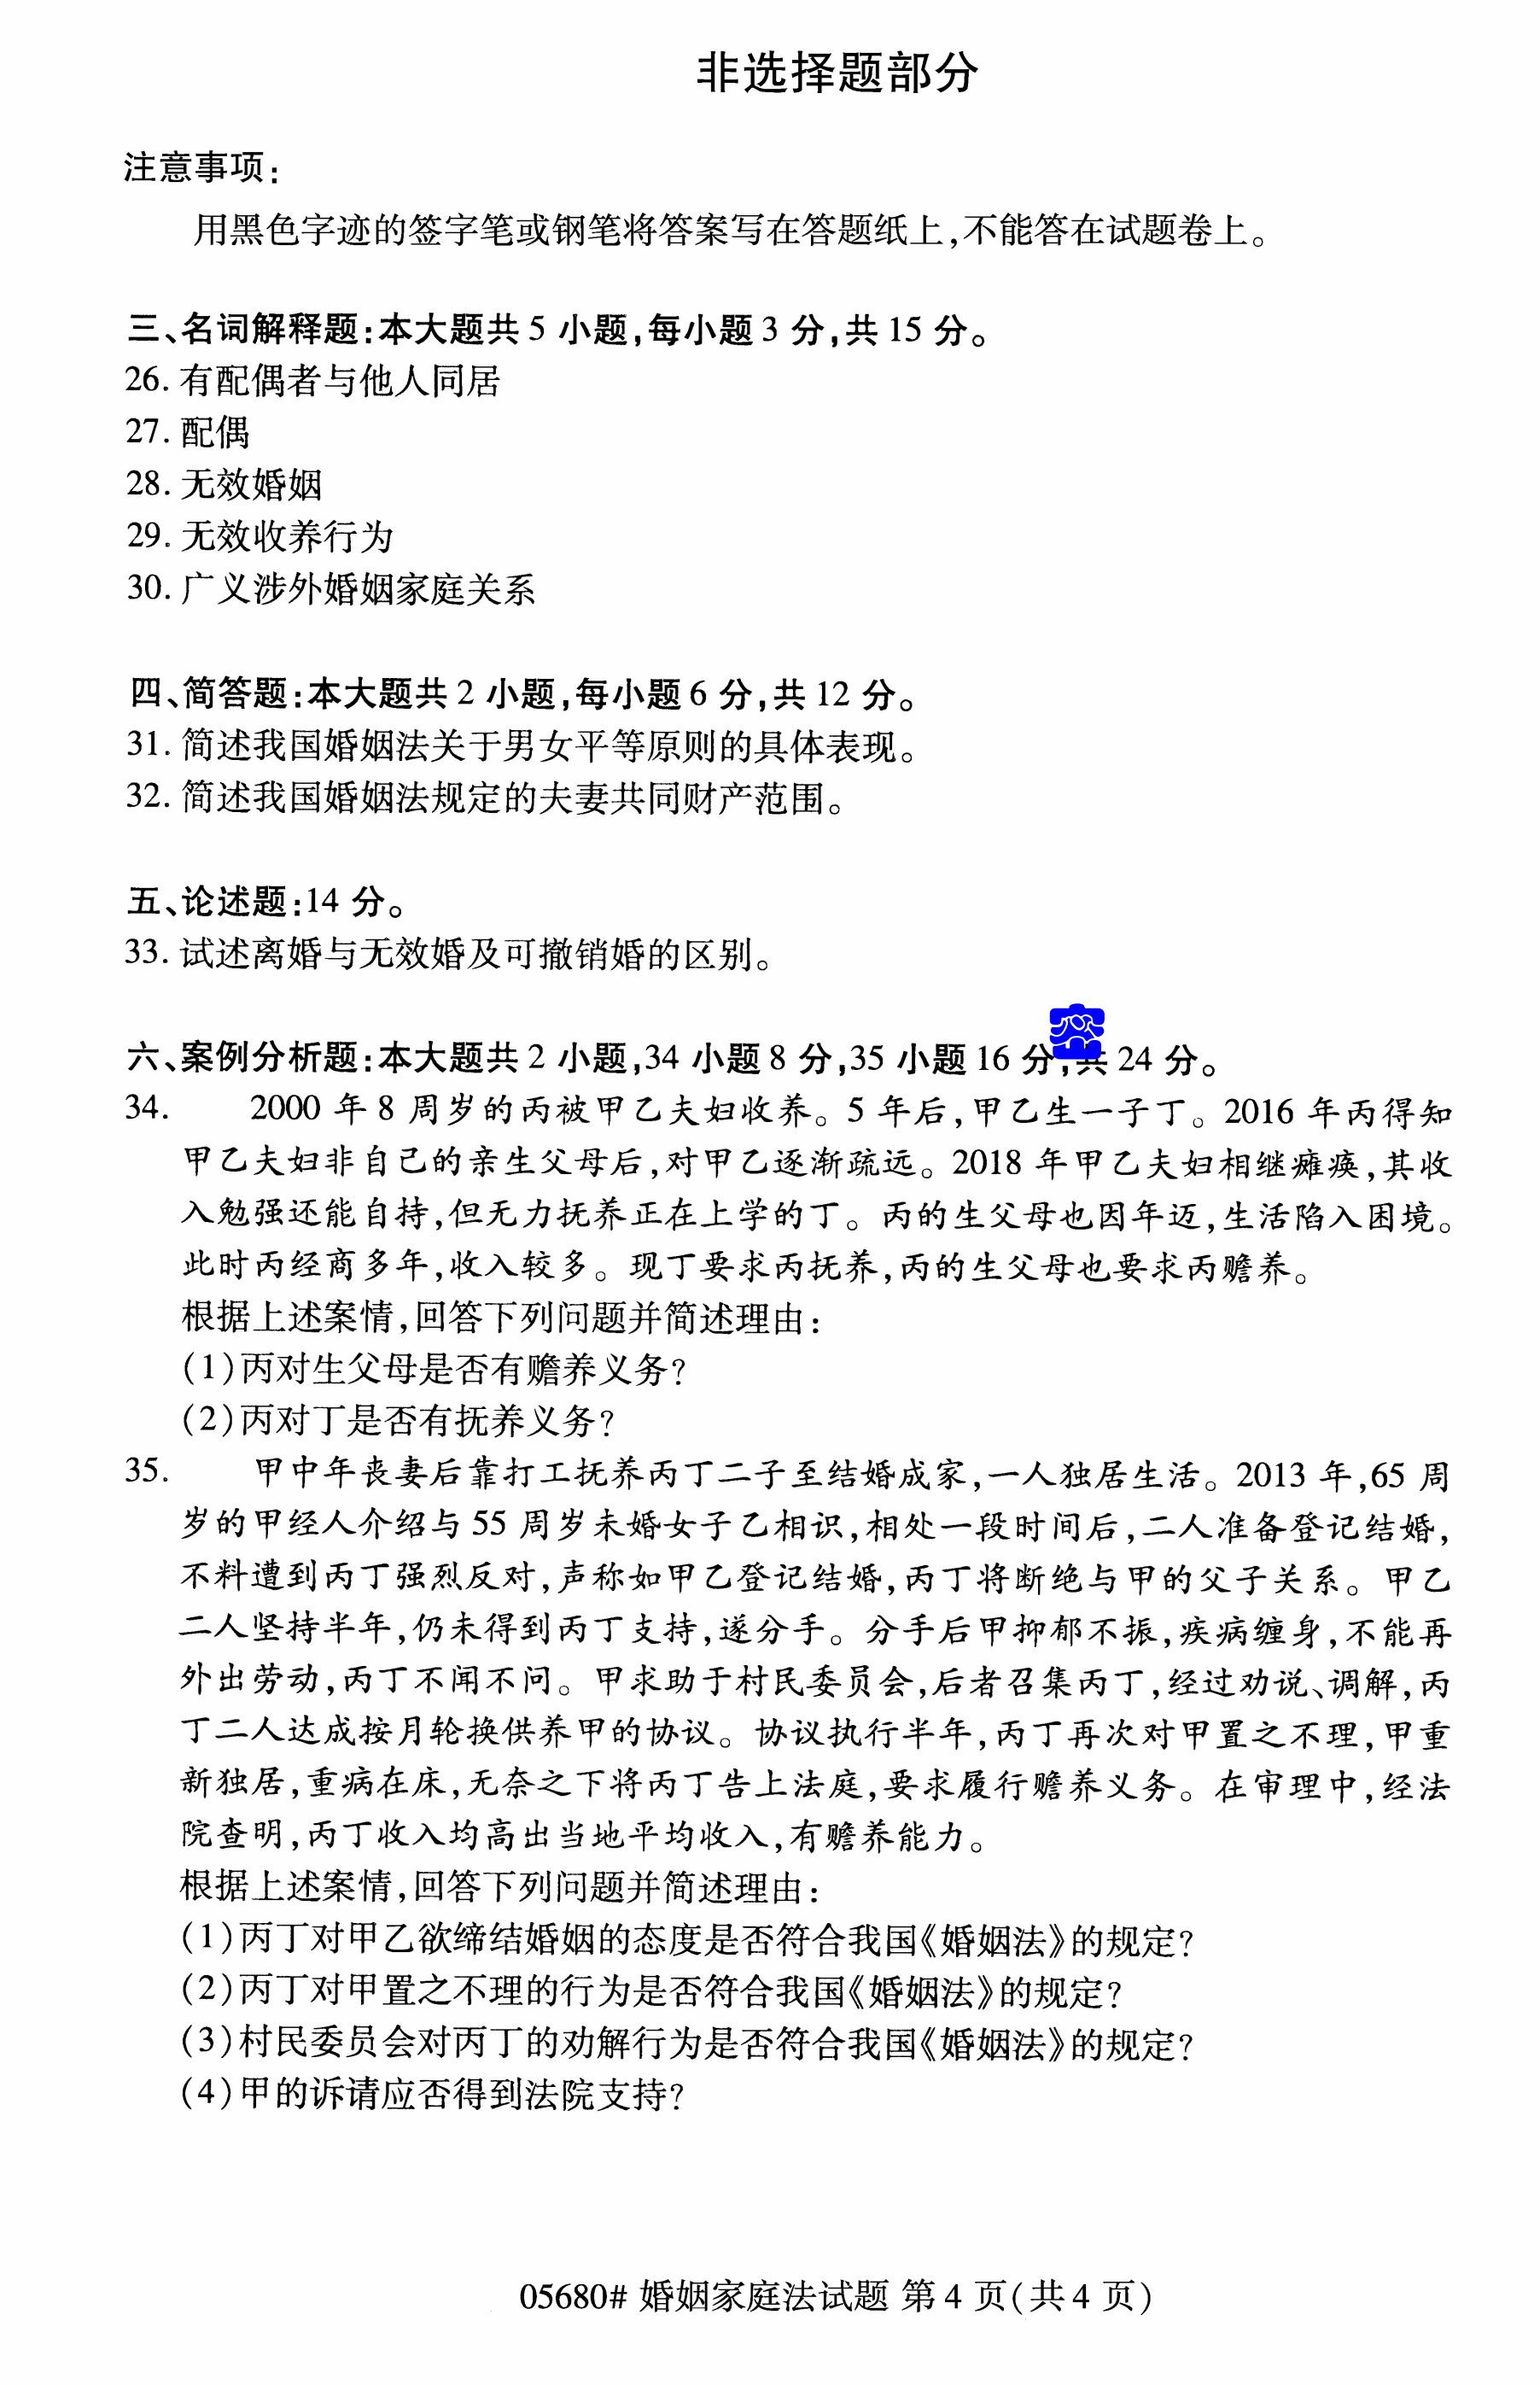 非选择题部分
注意事项：
用黑色字迹的签字笔或钢笔将答案写在答题纸上,不能答在试题卷上。
三、名词解释题:本大题共 5 小题,每小题 3 分,共 15 分。
26. 有配偶者与他人同居
27. 配偶
28. 无效婚姻
29. 无效收养行为
30. 广义涉外婚姻家庭关系
四、简答题:本大题共 2 小题,每小题 6 分,共 12 分。
31. 简述我国婚姻法关于男女平等原则的具体表现。
32. 简述我国婚姻法规定的夫妻共同财产范围。
五、论述题:14 分。
33. 试述离婚与无效婚及可撤销婚的区别。
六、案例分析题:本大题共 2 小题,34 小题 8 分,35 小题 16 分,共 24 分。
34. 2000 年 8 周岁的丙被甲乙夫妇收养。5 年后,甲乙生一子丁。2016 年丙得知
甲乙夫妇非自己的亲生父母后,对甲乙逐渐疏远。2018 年甲乙夫妇相继瘫痪,其收
入勉强还能自持,但无力抚养正在上学的丁。丙的生父母也因年迈,生活陷入困境。
此时丙经商多年,收入较多。现丁要求丙抚养,丙的生父母也要求丙赡养。
根据上述案情,回答下列问题并简述理由:
(1)丙对生父母是否有赡养义务?
(2)丙对丁是否有抚养义务?
35. 甲中年丧妻后靠打工抚养丙丁二子至结婚成家,一人独居生活。2013 年,65 周
岁的甲经人介绍与 55 周岁未婚女子乙相识,相处一段时间后,二人准备登记结婚,
不料遭到丙丁强烈反对,声称如甲乙登记结婚,丙丁将断绝与甲的父子关系。甲乙
二人坚持半年,仍未得到丙丁支持,遂分手。分手后甲抑郁不振,疾病缠身,不能再
外出劳动,丙丁不闻不问。甲求助于村民委员会,后者召集丙丁,经过劝说、调解,丙
丁二人达成按月轮换供养甲的协议。协议执行半年,丙丁再次对甲置之不理,甲重
新独居,重病在床,无奈之下将丙丁告上法庭,要求履行赡养义务。在审理中,经法
院查明,丙丁收入均高出当地平均收入,有赡养能力。
根据上述案情,回答下列问题并简述理由:
(1)丙丁对甲乙欲缔结婚姻的态度是否符合我国《婚姻法》的规定?
(2)丙丁对甲置之不理的行为是否符合我国《婚姻法》的规定?
(3)村民委员会对丙丁的劝解行为是否符合我国《婚姻法》的规定?
(4)甲的诉请应否得到法院支持?
05680# 婚姻家庭法试题 第 4 页(共 4 页)